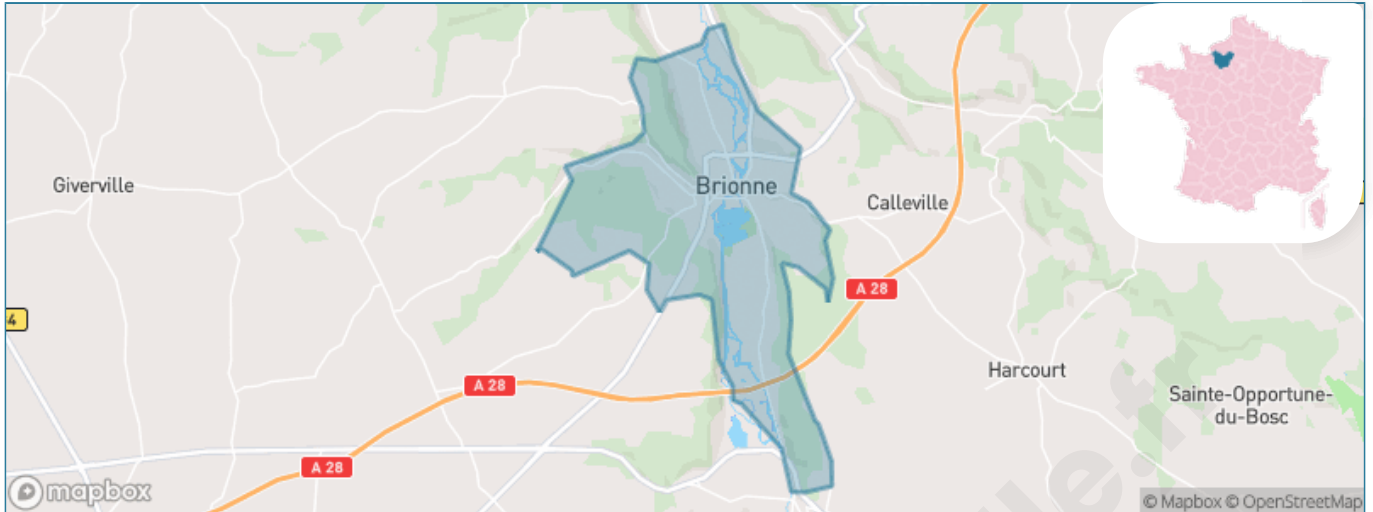 Giverville
Brionne
Calleville
A 28
4
Harcourt
A 28
Sainte-Opportune-
du-Bosc
A 28
mapbox
© Mapbox © OpenStreetMap